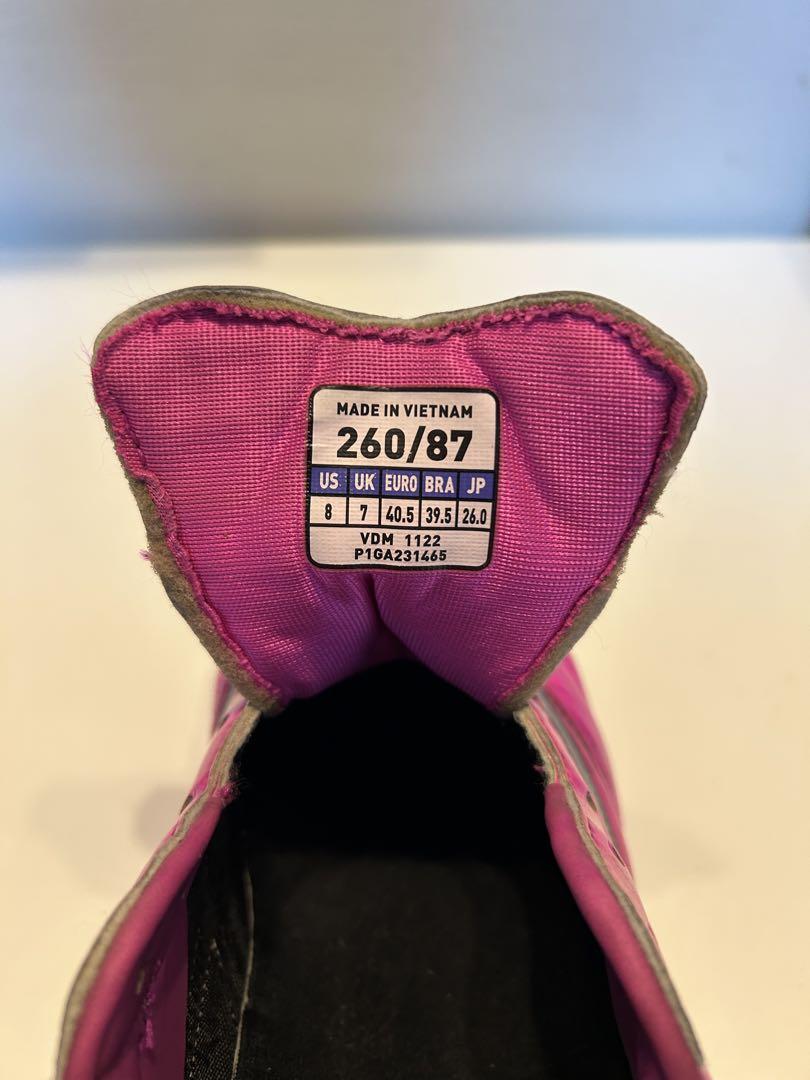 MADE IN VIETNAM
260/87
US UK EURO BRA JP
8 7 40.5 39.5 26.0
VDM 1122
P1GA231465